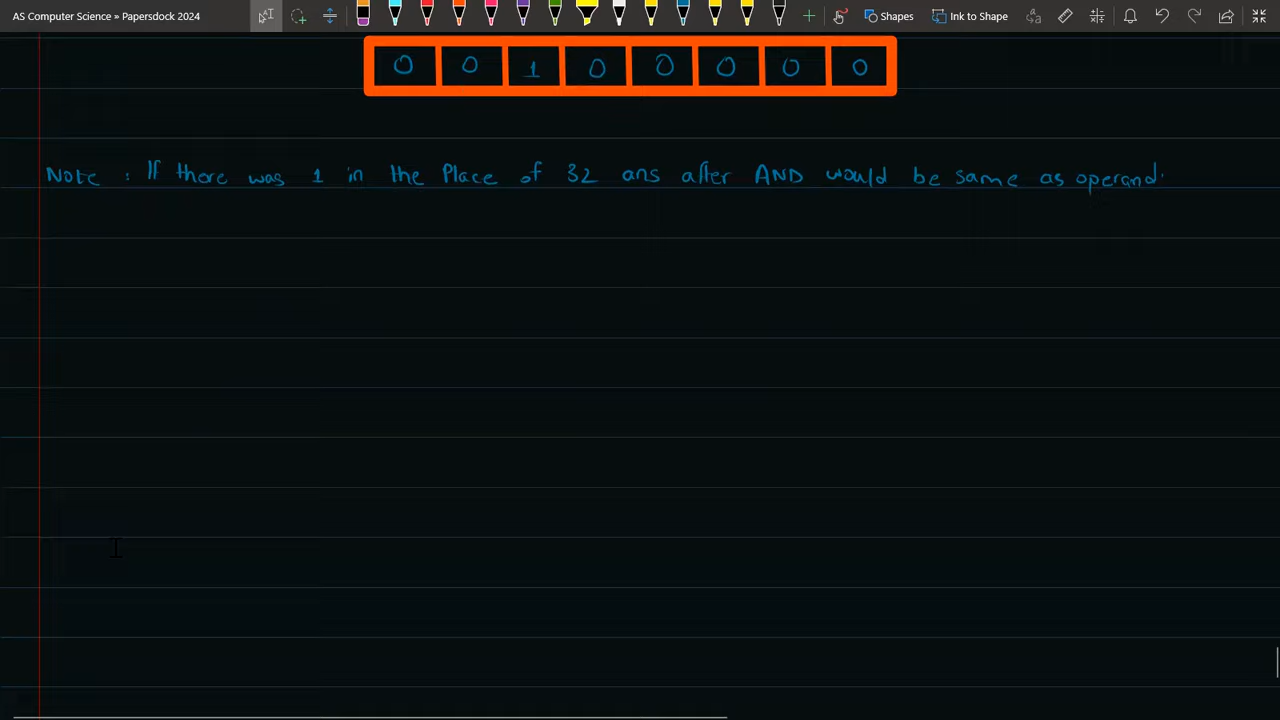 AS Computer Science » Papersdock 2024
Shapes
Ink to Shape
0 0 1 0 0 0 0 0
Note : If there was 1 in the Place of 32 ans after AND would be same as operand.